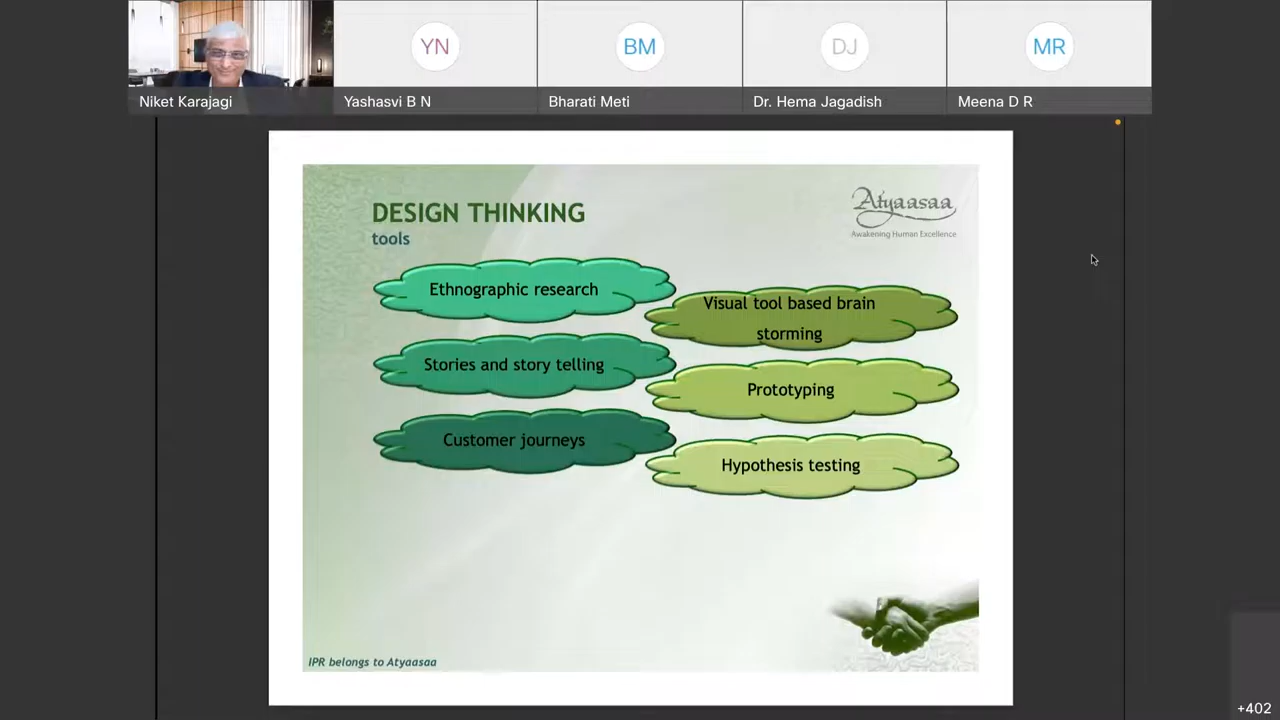 YN
BM
DJ
MR
Niket Karajagi
Yashasvi B N
Bharati Meti
Dr. Hema Jagadish
Meena D R
DESIGN THINKING
tools
Atyaasaa
Awakening Human Excellence
Ethnographic research
Visual tool based brain
storming
Stories and story telling
Prototyping
Customer journeys
Hypothesis testing
IPR belongs to Atyaasaa
+402